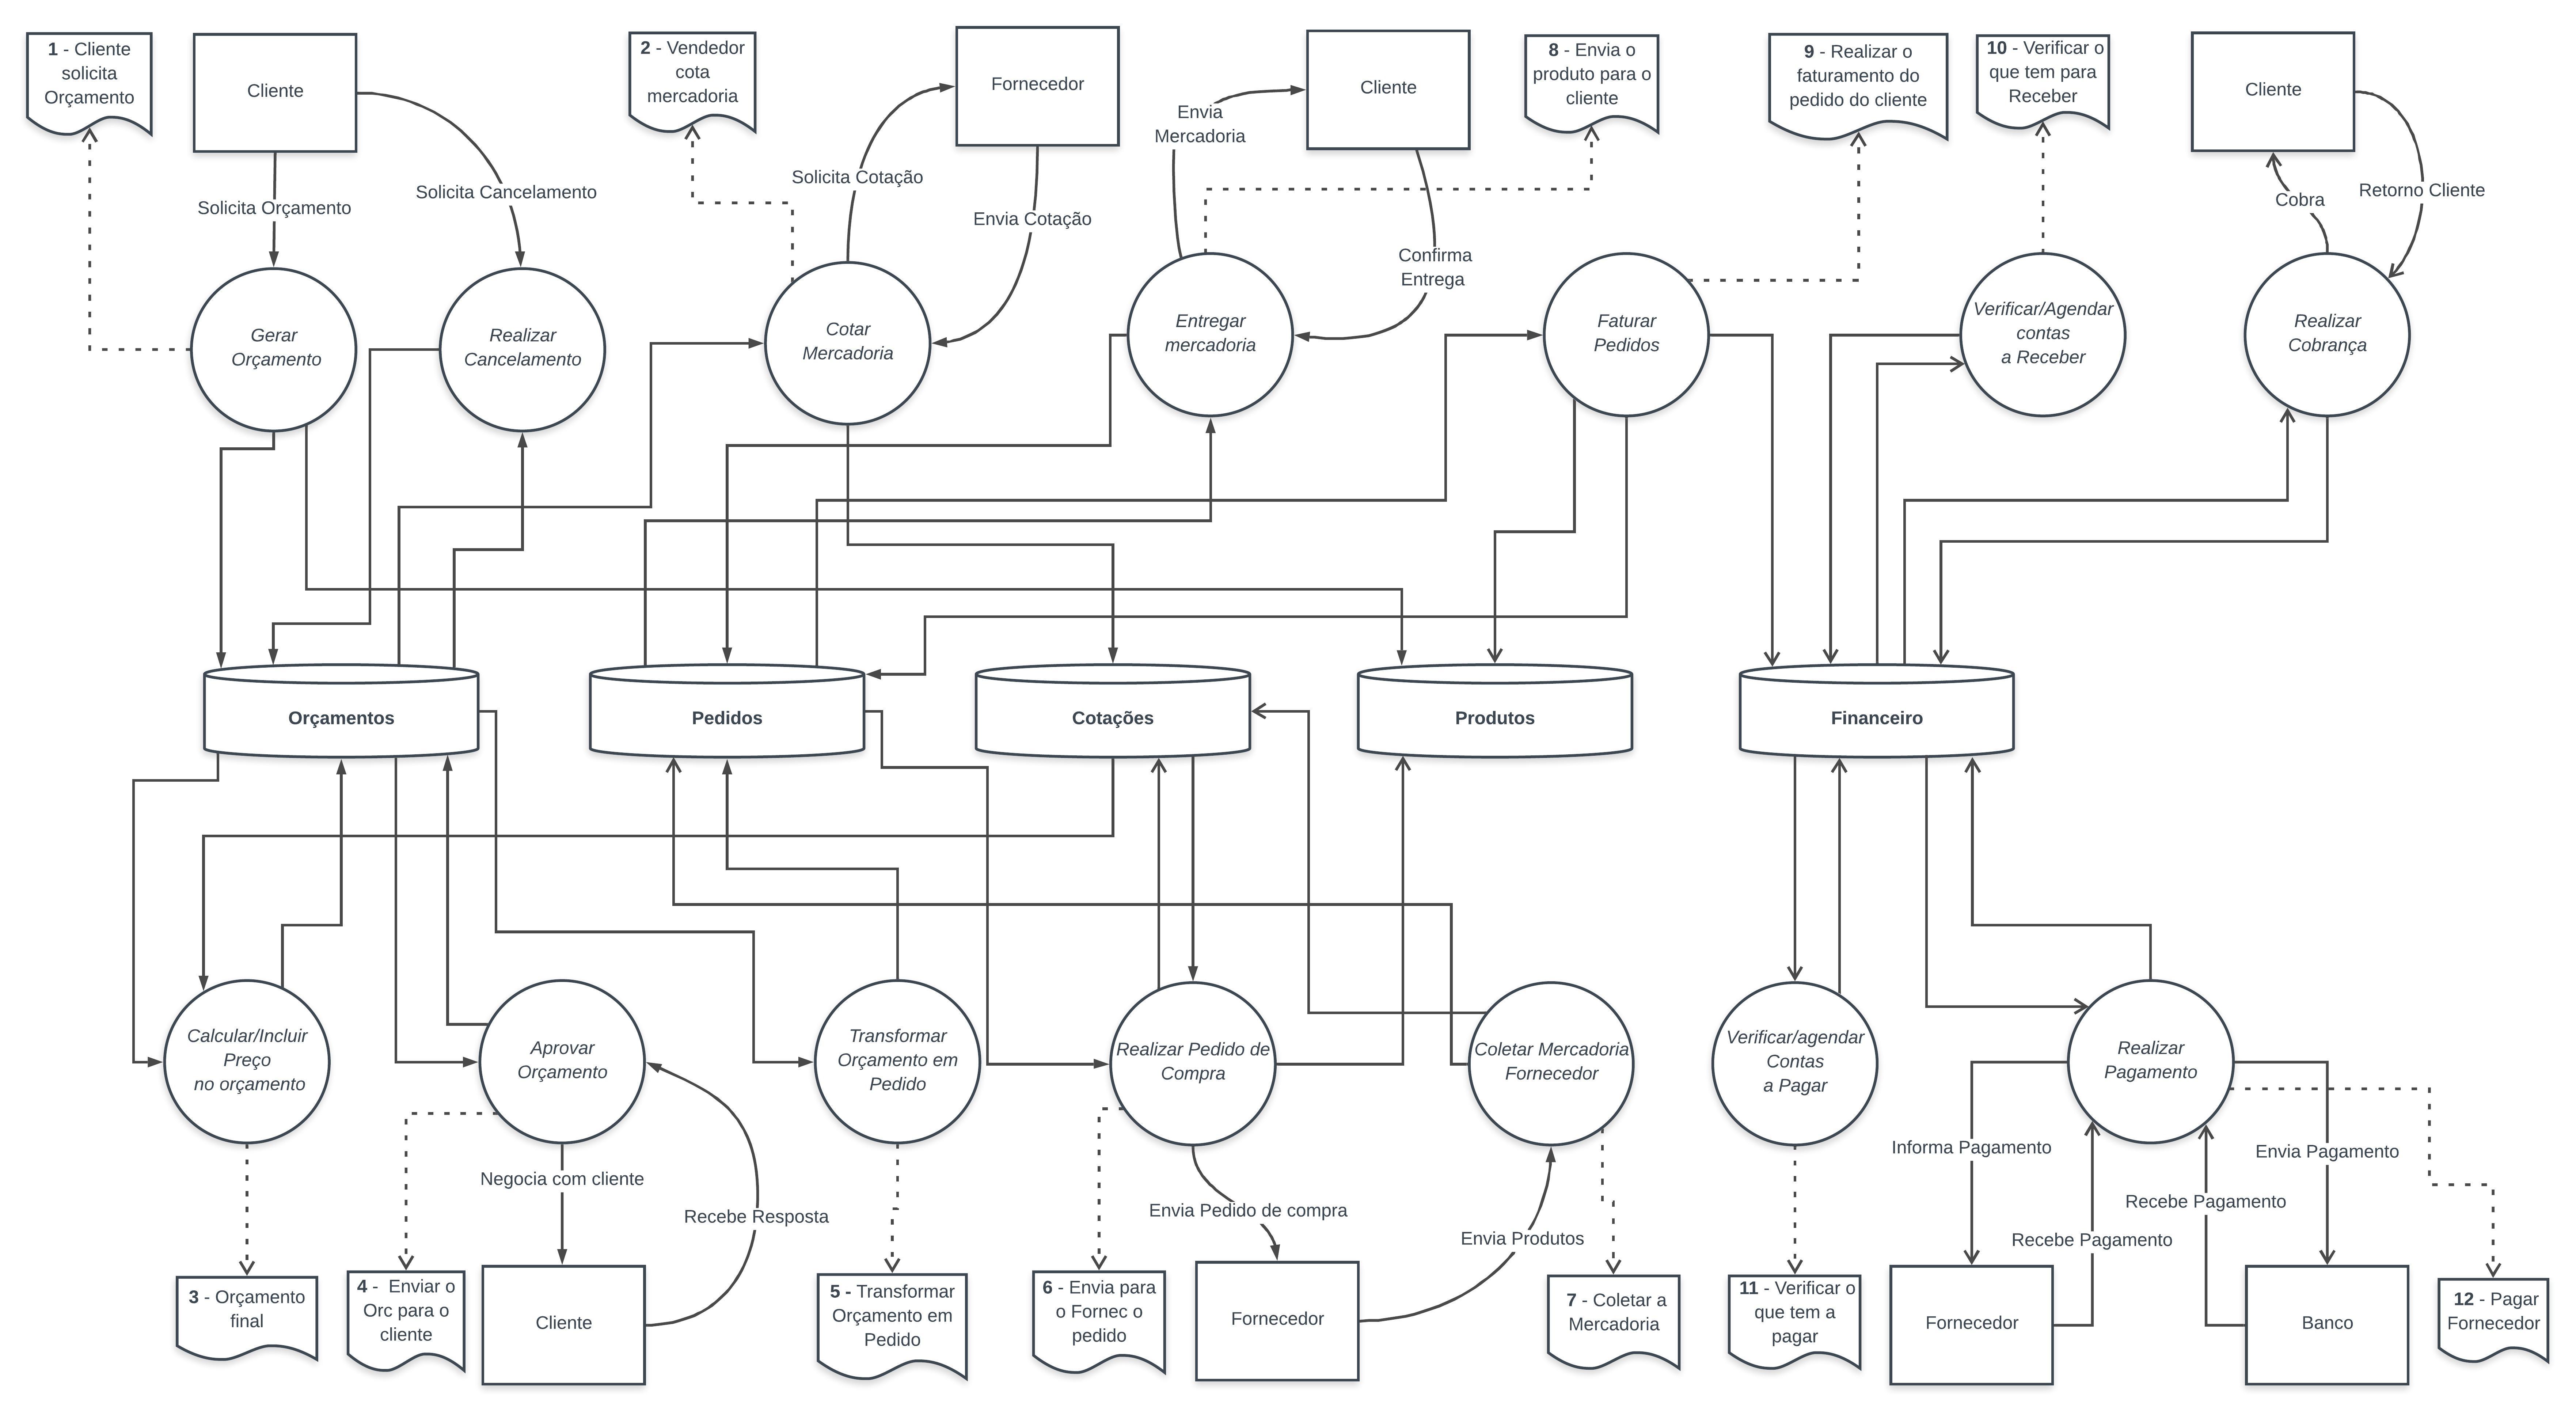 1 - Cliente
solicita
Orçamento
Cliente
2 - Vendedor
cota
mercadoria
Fornecedor
Cliente
8 - Envia o
produto para o
cliente
9 - Realizar o
faturamento do
pedido do cliente
10 - Verificar o
que tem para
Receber
Cliente
Solicita Orçamento
Solicita Cancelamento
Solicita Cotação
Envia Cotação
Envia
Mercadoria
Confirma
Entrega
Cobra
Retorno Cliente
Gerar
Orçamento
Realizar
Cancelamento
Cotar
Mercadoria
Entregar
mercadoria
Faturar
Pedidos
Verificar/Agendar
contas
a Receber
Realizar
Cobrança
Orçamentos
Pedidos
Cotações
Produtos
Financeiro
Calcular/Incluir
Preço
no orçamento
Aprovar
Orçamento
Transformar
Orçamento em
Pedido
Realizar Pedido de
Compra
Coletar Mercadoria
Fornecedor
Verificar/agendar
Contas
a Pagar
Realizar
Pagamento
Negocia com cliente
Recebe Resposta
Envia Pedido de compra
Envia Produtos
Informa Pagamento
Recebe Pagamento
Recebe Pagamento
Envia Pagamento
3 - Orçamento
final
4 - Enviar o
Orc para o
cliente
Cliente
5 - Transformar
Orçamento em
Pedido
6 - Envia para
o Fornec o
pedido
Fornecedor
7 - Coletar a
Mercadoria
11 - Verificar o
que tem a
pagar
Fornecedor
Banco
12 - Pagar
Fornecedor